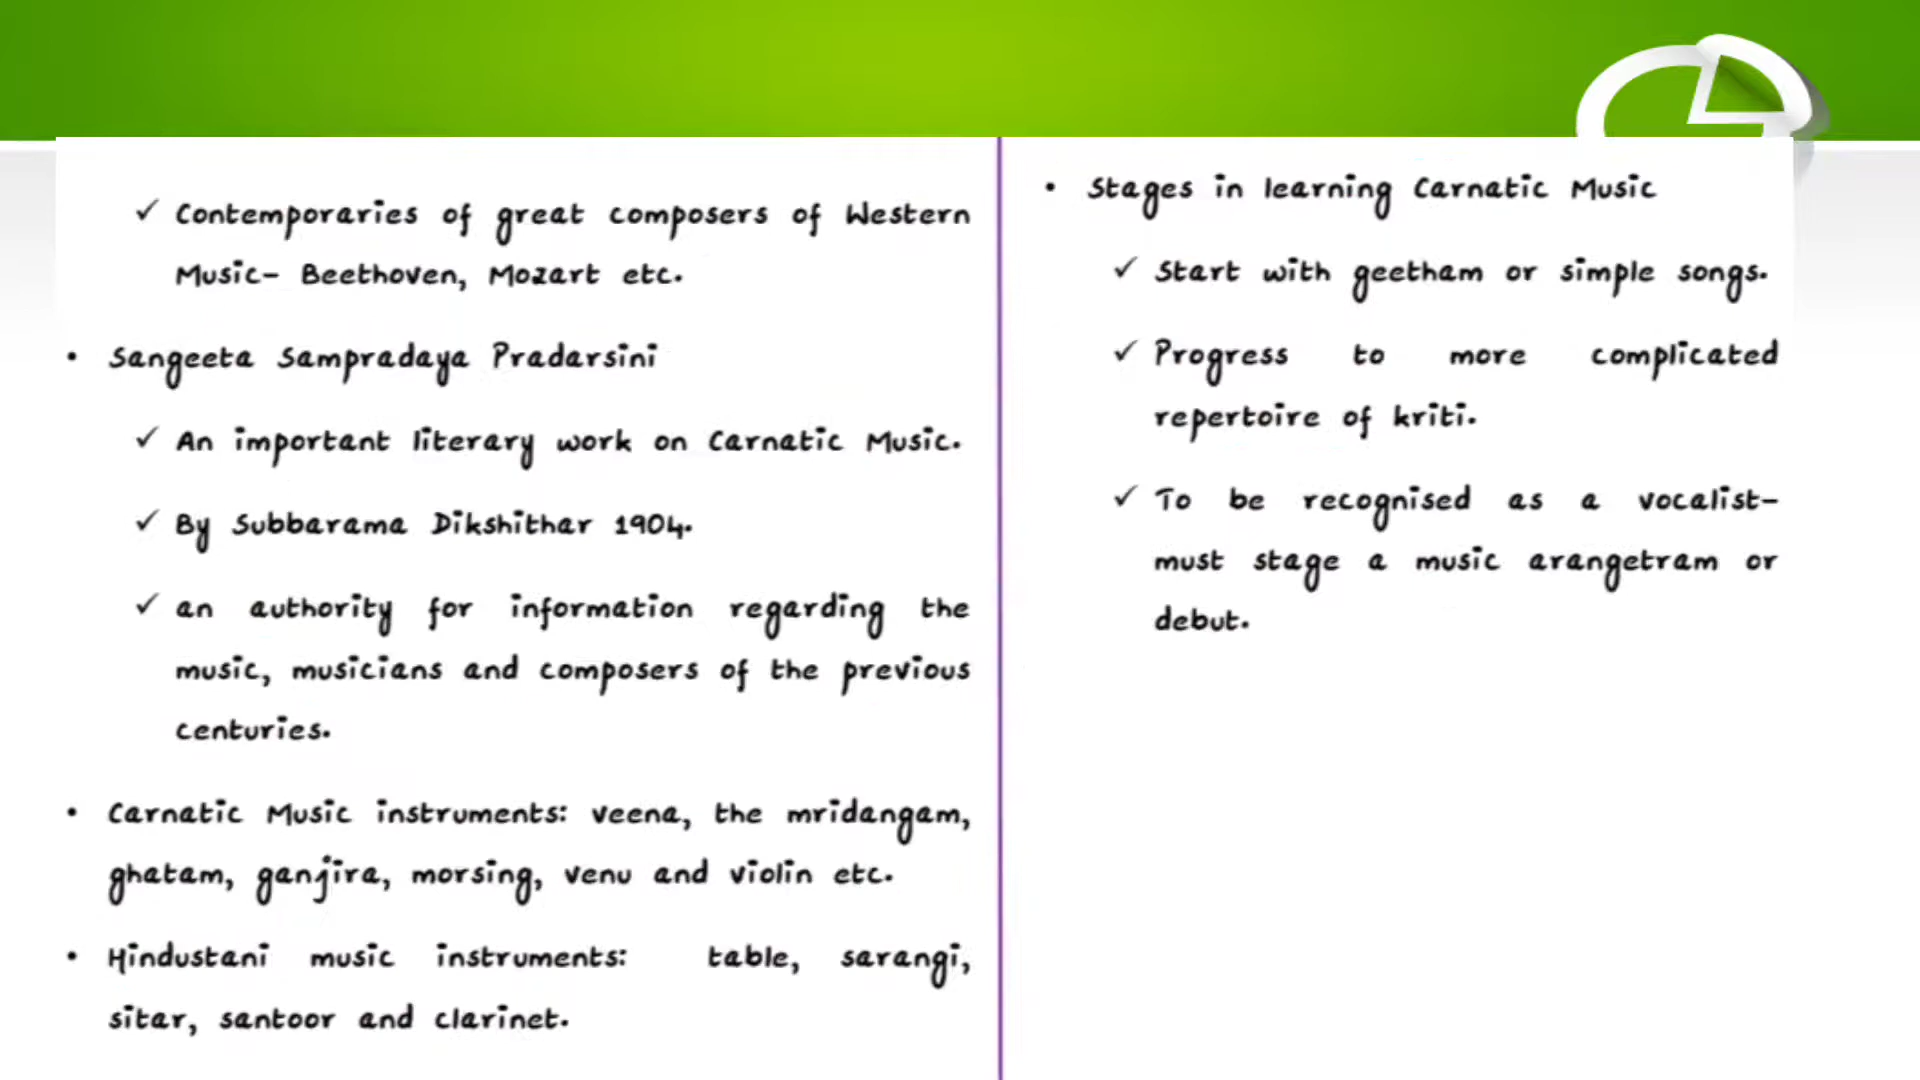 ✓ Contemporaries of great composers of Western
Music- Beethoven, Mozart etc.
• Sangeeta Sampradaya Pradarsini
✓ An important literary work on Carnatic Music.
✓ By Subbarama Dikshithar 1904.
✓ an authority for information regarding the
music, musicians and composers of the previous
centuries.
• Carnatic Music instruments: veena, the mridangam,
ghatam, ganjira, morsing, venu and violin etc.
• Hindustani music instruments: table, sarangi,
sitar, santoor and clarinet.
• Stages in learning Carnatic Music
✓ Start with geetham or simple songs.
✓ Progress to more complicated
repertoire of kriti.
✓ To be recognised as a vocalist-
must stage a music arangetram or
debut.